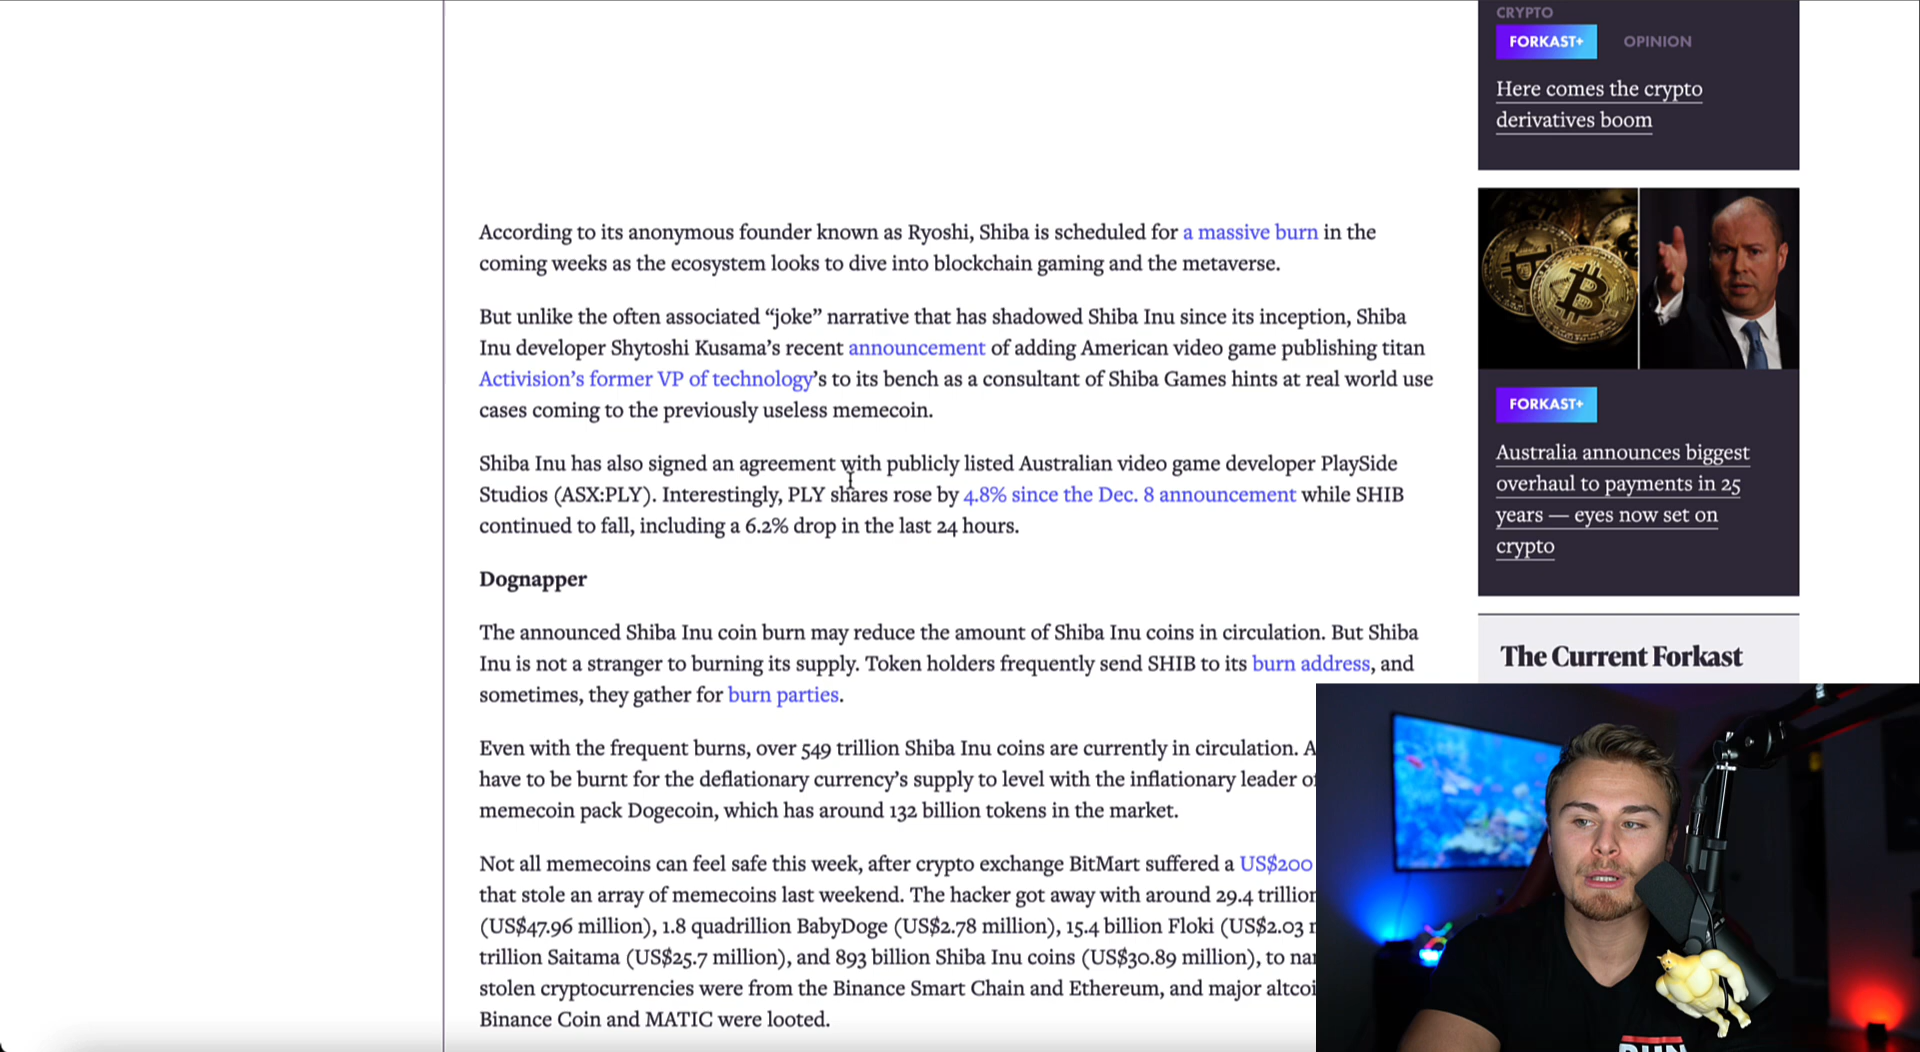 CRYPTO
FORKAST+ OPINION
Here comes the crypto
derivatives boom
According to its anonymous founder known as Ryoshi, Shiba is scheduled for a massive burn in the
coming weeks as the ecosystem looks to dive into blockchain gaming and the metaverse.
But unlike the often associated “joke” narrative that has shadowed Shiba Inu since its inception, Shiba
Inu developer Shytoshi Kusama’s recent announcement of adding American video game publishing titan
Activision’s former VP of technology’s to its bench as a consultant of Shiba Games hints at real world use
cases coming to the previously useless memecoin.
Shiba Inu has also signed an agreement with publicly listed Australian video game developer PlaySide
Studios (ASX:PLY). Interestingly, PLY shares rose by 4.8% since the Dec. 8 announcement while SHIB
continued to fall, including a 6.2% drop in the last 24 hours.
Dognapper
The announced Shiba Inu coin burn may reduce the amount of Shiba Inu coins in circulation. But Shiba
Inu is not a stranger to burning its supply. Token holders frequently send SHIB to its burn address, and
sometimes, they gather for burn parties.
Even with the frequent burns, over 549 trillion Shiba Inu coins are currently in circulation. A
have to be burnt for the deflationary currency’s supply to level with the inflationary leader o
memecoin pack Dogecoin, which has around 132 billion tokens in the market.
Not all memecoins can feel safe this week, after crypto exchange BitMart suffered a US$200
that stole an array of memecoins last weekend. The hacker got away with around 29.4 trillion
(US$47.96 million), 1.8 quadrillion BabyDoge (US$2.78 million), 15.4 billion Floki (US$2.03
trillion Saitama (US$25.7 million), and 893 billion Shiba Inu coins (US$30.89 million), to
stolen cryptocurrencies were from the Binance Smart Chain and Ethereum, and major
Binance Coin and MATIC were looted.
FORKAST+
Australia announces biggest
overhaul to payments in 25
years — eyes now set on
crypto
The Current Forkast